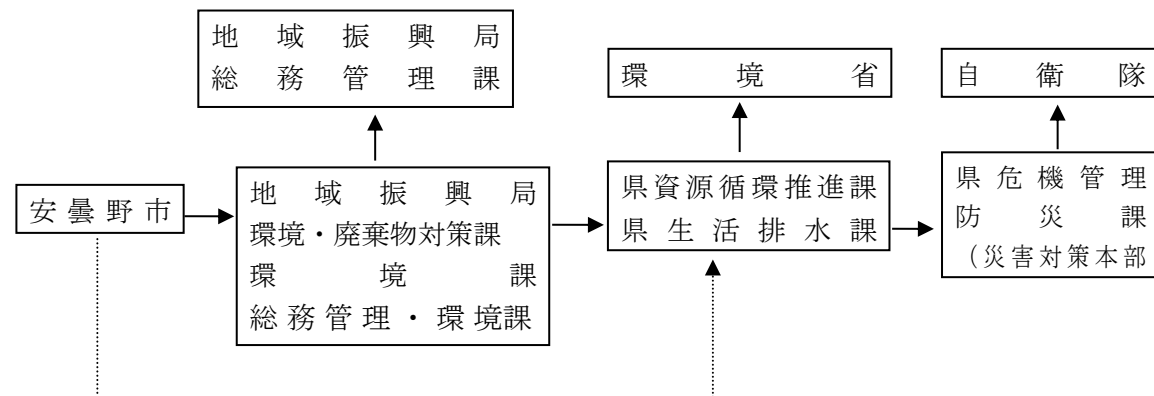 地域振興局
総務管理課
環境省
自衛隊
安曇野市
地域振興局
環境・廃棄物対策課
環境課
総務管理・環境課
県資源循環推進課
県生活排水課
県危機管理
防災課
（災害対策本部